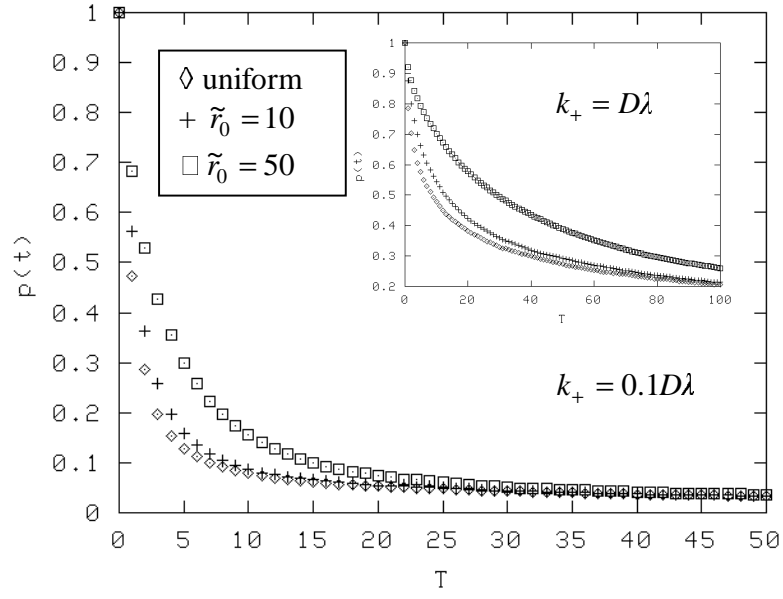 1
0.9
0.8
0.7
0.6
0.5
0.4
0.3
0.2
0.1
0
p(t)
0 5 10 15 20 25 30 35 40 45 50
T
◇ uniform
+ r̃₀ = 10
□ r̃₀ = 50
1
0.9
0.8
0.7
0.6
0.5
0.4
0.3
0.2
p(t)
0 20 40 60 80 100
T
k₊ = Dλ
k₊ = 0.1Dλ